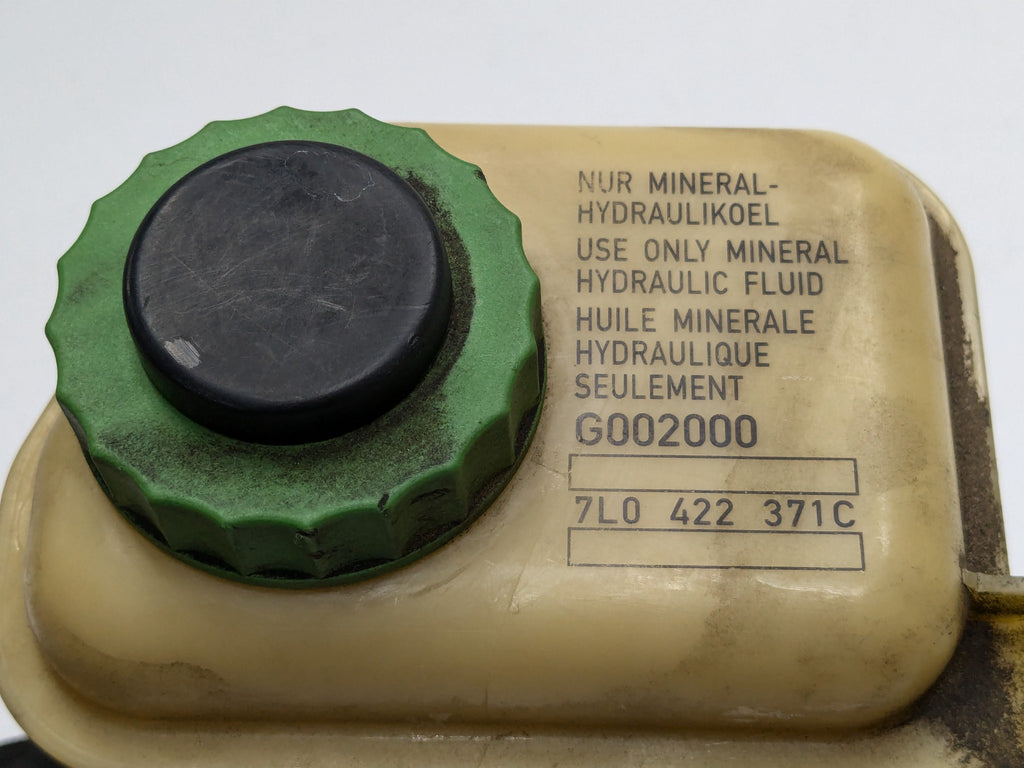 NUR MINERAL-
HYDRAULIKOEL
USE ONLY MINERAL
HYDRAULIC FLUID
HUILE MINERALE
HYDRAULIQUE
SEULEMENT
G002000
7L0 422 371C